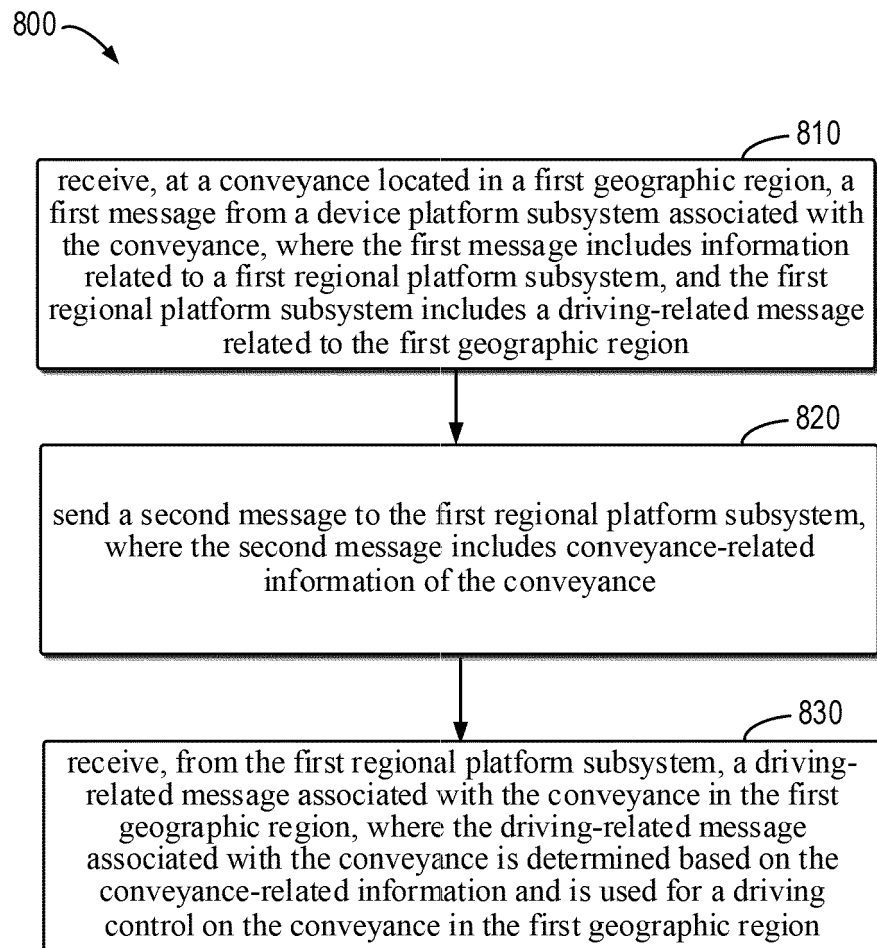 800
810
receive, at a conveyance located in a first geographic region, a
first message from a device platform subsystem associated with
the conveyance, where the first message includes information
related to a first regional platform subsystem, and the first
regional platform subsystem includes a driving-related message
related to the first geographic region
820
send a second message to the first regional platform subsystem,
where the second message includes conveyance-related
information of the conveyance
830
receive, from the first regional platform subsystem, a driving-
related message associated with the conveyance in the first
geographic region, where the driving-related message
associated with the conveyance is determined based on the
conveyance-related information and is used for a driving
control on the conveyance in the first geographic region